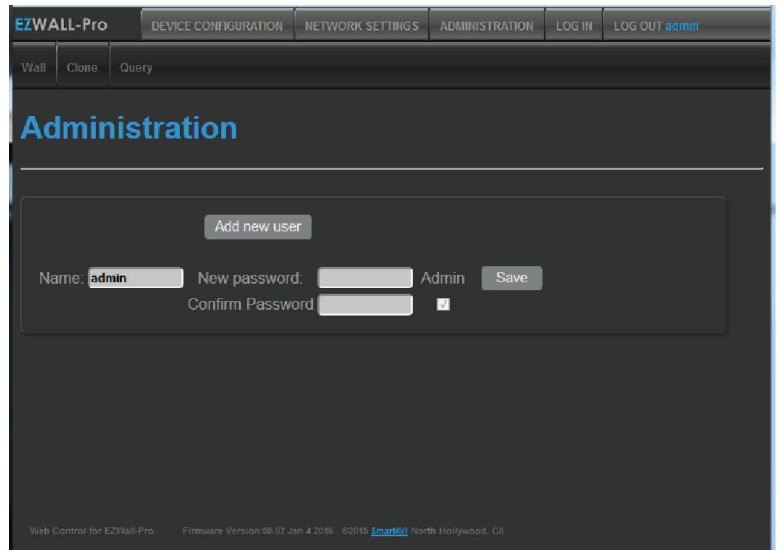 EZWALL-Pro DEVICE CONFIGURATION NETWORK SETTINGS ADMINISTRATION LOG IN LOG OUT admin
Wall Clone Query
Administration
Add new user
Name: admin New password: Admin Save
Confirm Password
Web Control for EZWall-Pro Firmware Version:00.02 Jan 4 2016 ©2015 SmartAVI North Hollywood, CA